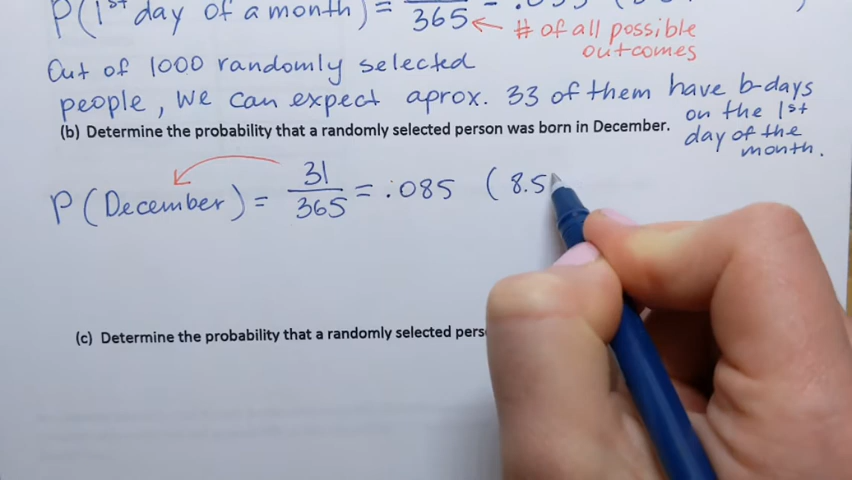 P(1st day of a month) = 365 = .033
# of all possible
outcomes
Out of 1000 randomly selected
people, we can expect aprox. 33 of them have b-days
on the 1st
day of the
month.
(b) Determine the probability that a randomly selected person was born in December.
P(December) = 31/365 = .085 (8.5
(c) Determine the probability that a randomly selected pers